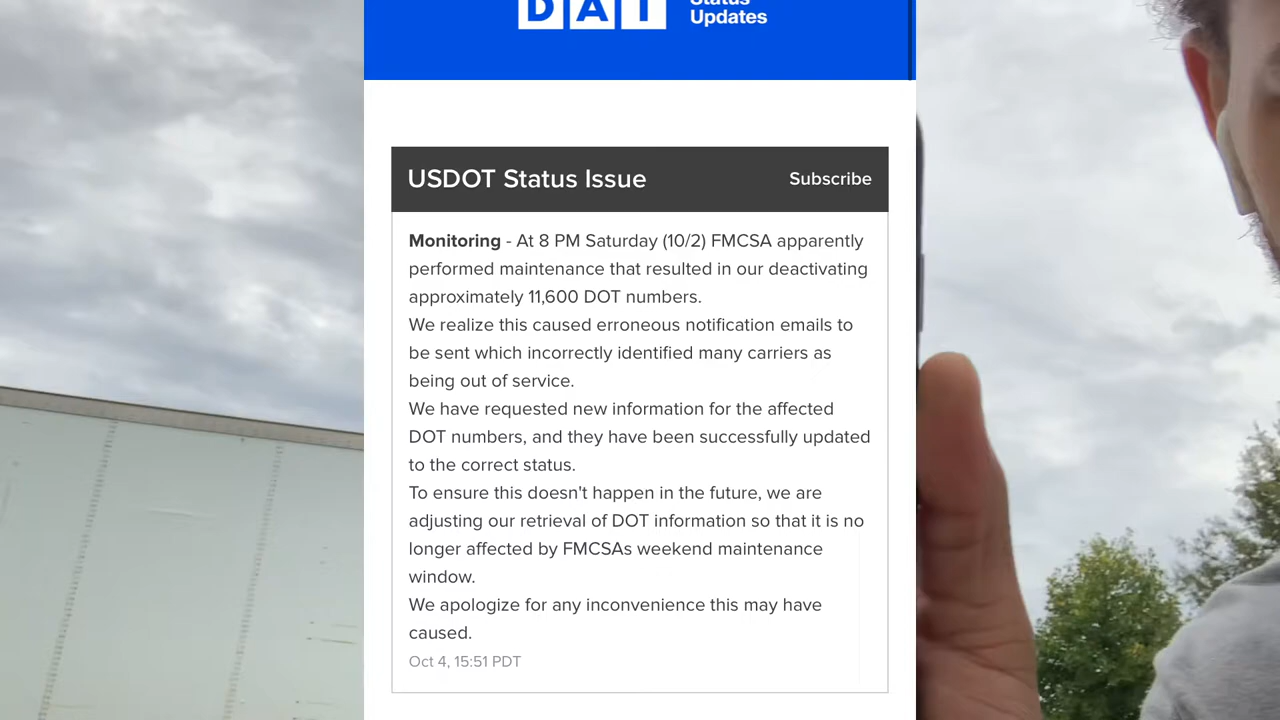 DAT
Status
Updates
USDOT Status Issue
Subscribe
Monitoring - At 8 PM Saturday (10/2) FMCSA apparently
performed maintenance that resulted in our deactivating
approximately 11,600 DOT numbers.
We realize this caused erroneous notification emails to
be sent which incorrectly identified many carriers as
being out of service.
We have requested new information for the affected
DOT numbers, and they have been successfully updated
to the correct status.
To ensure this doesn't happen in the future, we are
adjusting our retrieval of DOT information so that it is no
longer affected by FMCSAs weekend maintenance
window.
We apologize for any inconvenience this may have
caused.
Oct 4, 15:51 PDT